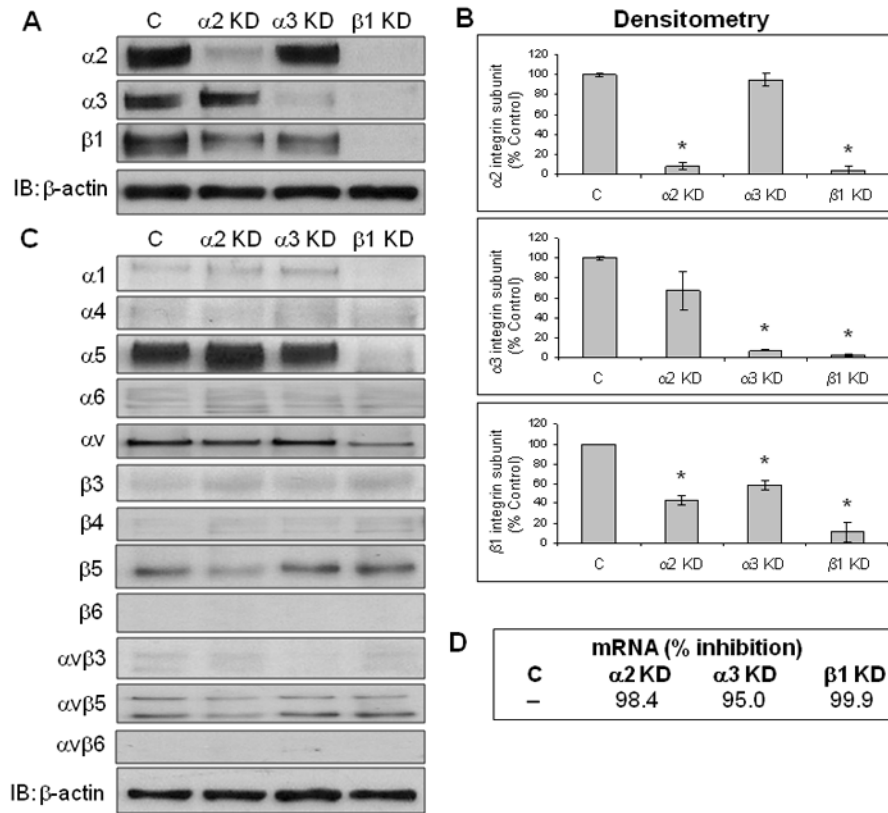 A
C α2 KD α3 KD β1 KD
α2
α3
β1
IB: β-actin
B
Densitometry
α2 integrin subunit
(% Control)
120
100
80
60
40
20
0
* *
C α2 KD α3 KD β1 KD
α3 integrin subunit
(% Control)
120
100
80
60
40
20
0
* *
C α2 KD α3 KD β1 KD
β1 integrin subunit
(% Control)
120
100
80
60
40
20
0
* * *
C α2 KD α3 KD β1 KD
C
C α2 KD α3 KD β1 KD
α1
α4
α5
α6
αv
β3
β4
β5
β6
αvβ3
αvβ5
αvβ6
IB: β-actin
D
mRNA (% inhibition)
C α2 KD α3 KD β1 KD
– 98.4 95.0 99.9